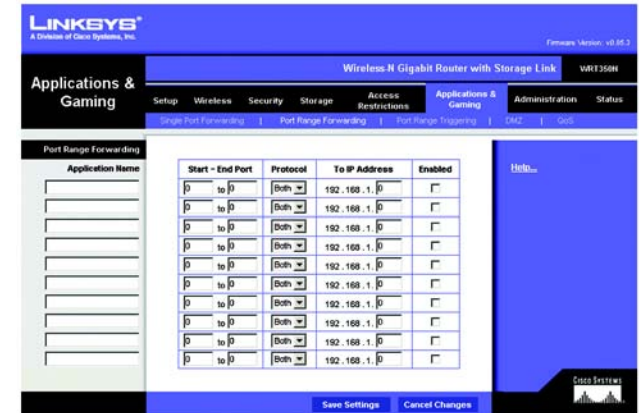 LINKSYS®
A Division of Cisco Systems, Inc.
Firmware Version: v0.95.3
Wireless-N Gigabit Router with Storage Link WRT350N
Applications & Gaming
Setup Wireless Security Storage Access Restrictions Applications & Gaming Administration Status
Single Port Forwarding | Port Range Forwarding | Port Range Triggering | DMZ | QoS
Port Range Forwarding
Application Name
Start - End Port Protocol To IP Address Enabled
Help...
0 to 0 Both 192.168.1. 0
0 to 0 Both 192.168.1. 0
0 to 0 Both 192.168.1. 0
0 to 0 Both 192.168.1. 0
0 to 0 Both 192.168.1. 0
0 to 0 Both 192.168.1. 0
0 to 0 Both 192.168.1. 0
0 to 0 Both 192.168.1. 0
0 to 0 Both 192.168.1. 0
0 to 0 Both 192.168.1. 0
Save Settings Cancel Changes
CISCO SYSTEMS